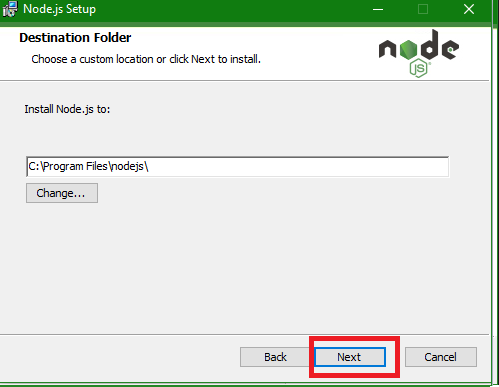 Node.js Setup
Destination Folder
Choose a custom location or click Next to install.
node
JS
Install Node.js to:
C:\Program Files\nodejs\
Change...
Back
Next
Cancel